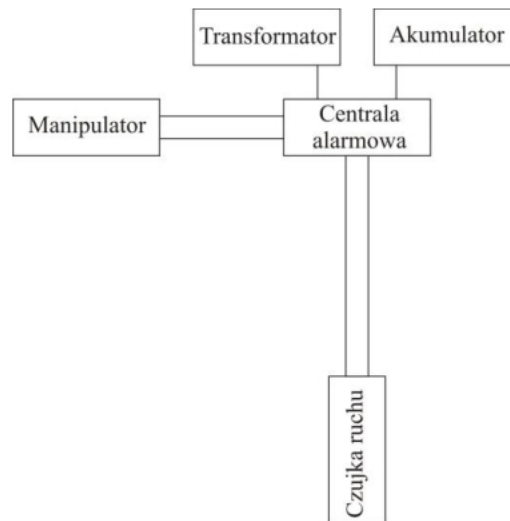 Transformator
Akumulator
Manipulator
Centrala
alarmowa
Czujka ruchu